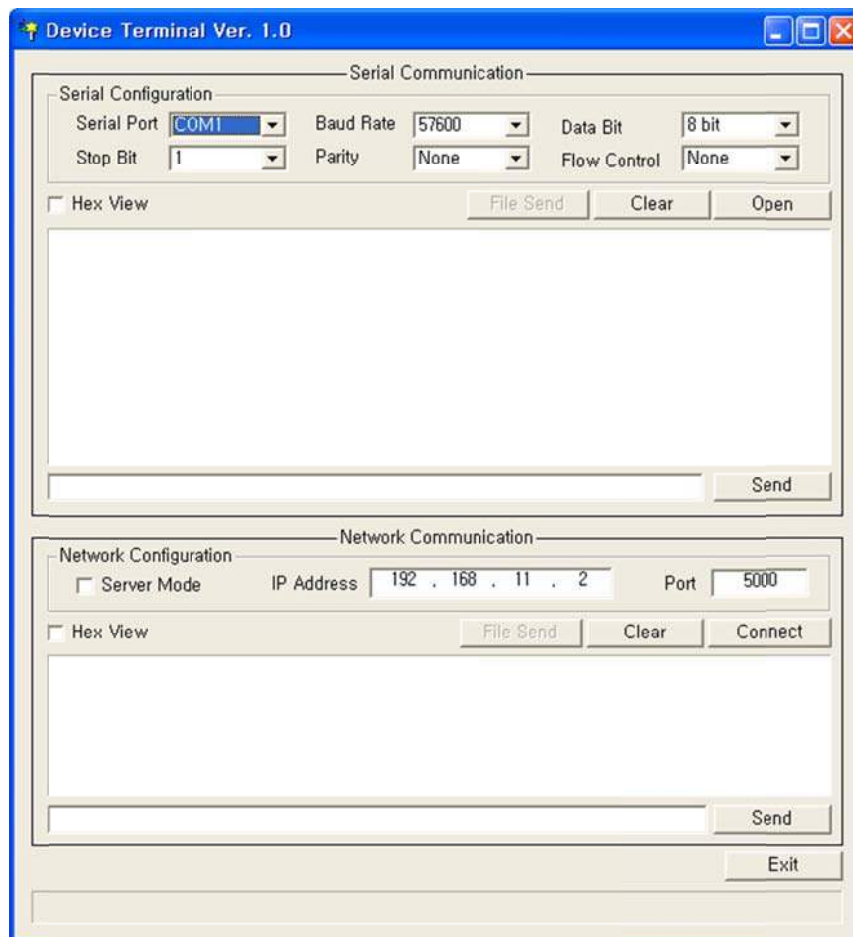 Device Terminal Ver. 1.0
Serial Communication
Serial Configuration
Serial Port COM1 Baud Rate 57600 Data Bit 8 bit
Stop Bit 1 Parity None Flow Control None
Hex View File Send Clear Open
Send
Network Communication
Network Configuration
Server Mode IP Address 192 . 168 . 11 . 2 Port 5000
Hex View File Send Clear Connect
Send
Exit